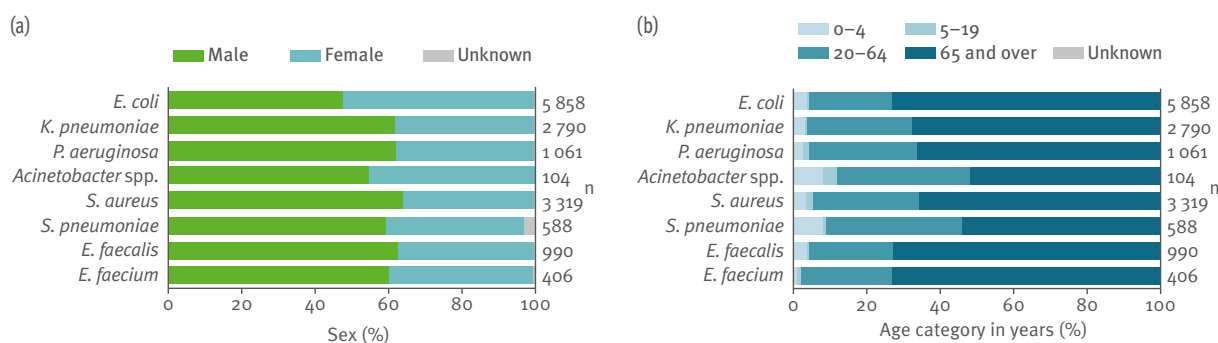 (a)
Male Female Unknown
E. coli 5 858
K. pneumoniae 2 790
P. aeruginosa 1 061
Acinetobacter spp. 104
n
S. aureus 3 319
S. pneumoniae 588
E. faecalis 990
E. faecium 406
0 20 40 60 80 100
Sex (%)
(b)
0–4 5–19
20–64 65 and over Unknown
E. coli 5 858
K. pneumoniae 2 790
P. aeruginosa 1 061
Acinetobacter spp. 104
n
S. aureus 3 319
S. pneumoniae 588
E. faecalis 990
E. faecium 406
0 20 40 60 80 100
Age category in years (%)